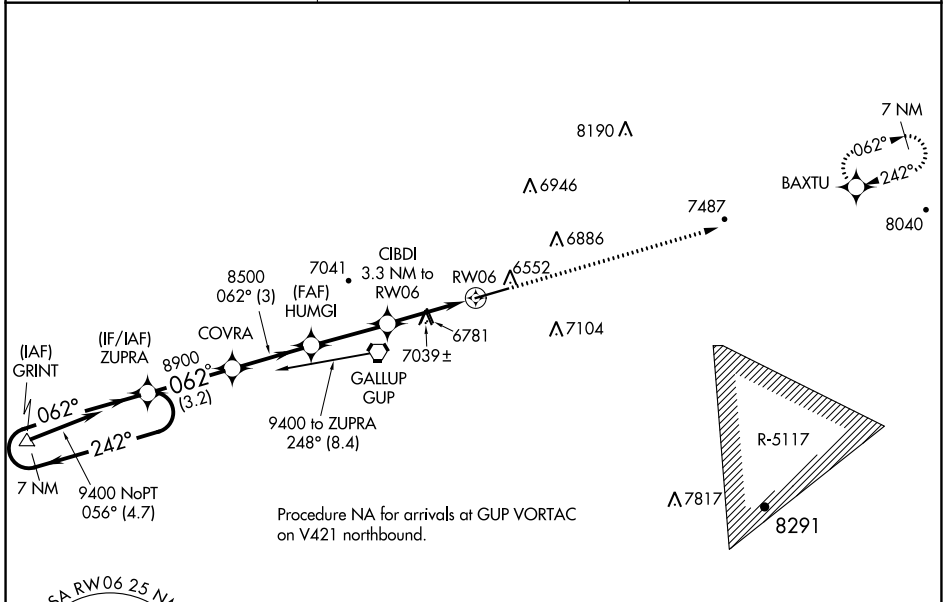 7 NM
8190
062°
242°
BAXTU
6946
7487
8040
6886
CIBDI
3.3 NM to
RW06
7041
8500
062° (3)
(FAF)
HUMGI
RW06
6552
COVRA
6781
7039±
7104
(IF/IAF)
ZUPRA
8900
062°
(3.2)
(IAF)
GRINT
GALLUP
GUP
062°
242°
9400 to ZUPRA
248° (8.4)
R-5117
7 NM
9400 NoPT
056° (4.7)
7817
8291
Procedure NA for arrivals at GUP VORTAC
on V421 northbound.
SA RW06 25 N